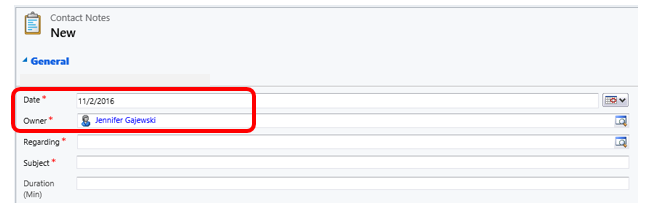 Contact Notes
New
General
Date *
11/2/2016
Owner *
Jennifer Gajewski
Regarding *
Subject *
Duration
(Min)